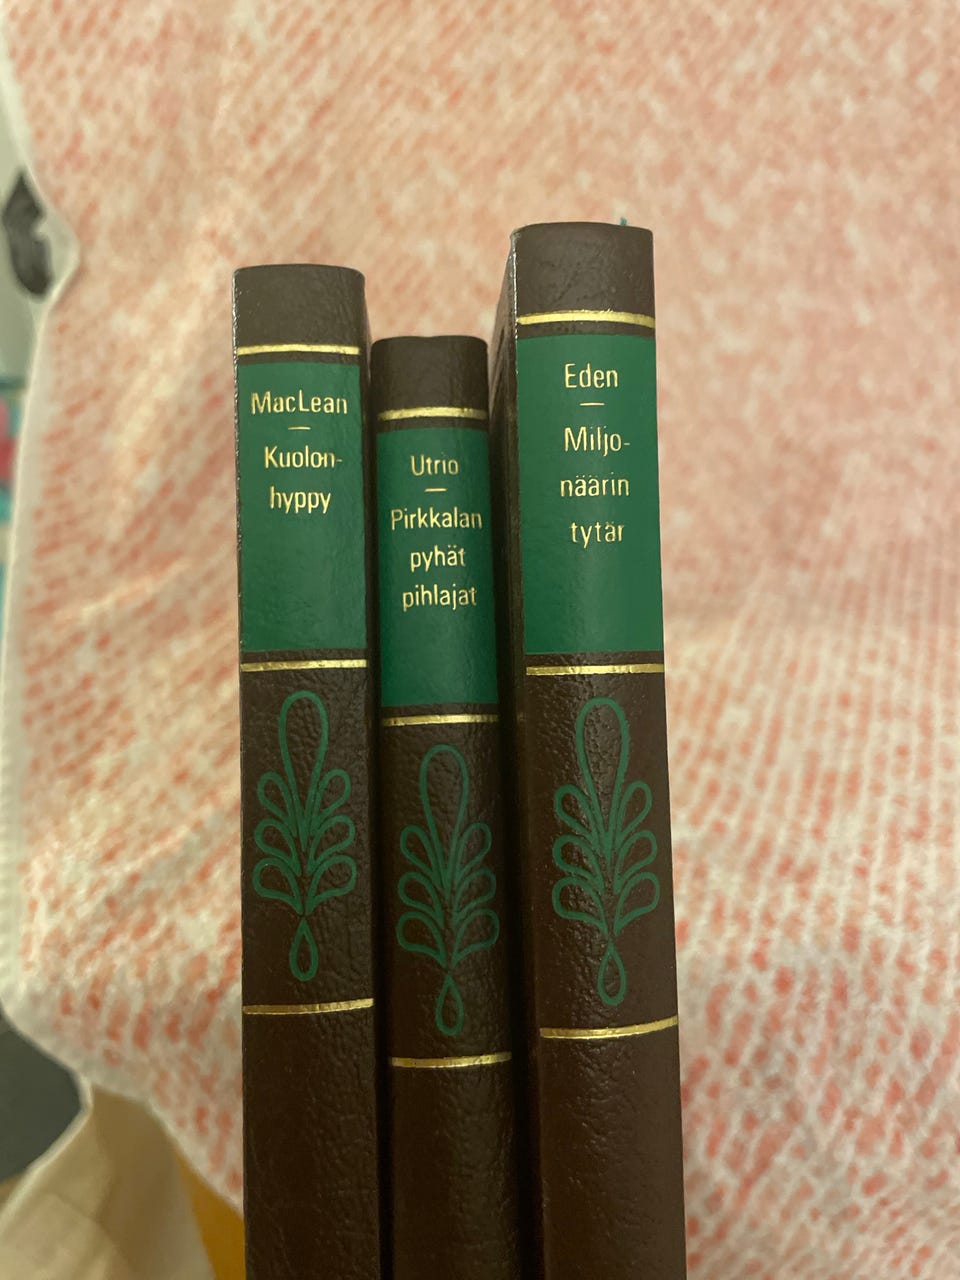 MacLean
Kuolon-
hyppy
Utrio
Pirkkalan
pyhät
pihlajat
Eden
Miljo-
näärin
tytär